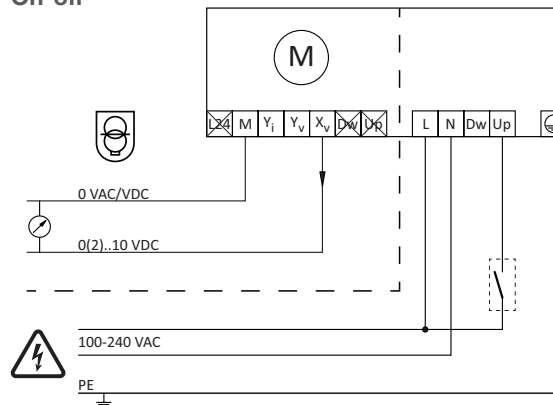 On-off
M
L24 M Yi Yv Xv Dw Up L N Dw Up
0 VAC/VDC
0(2)..10 VDC
100-240 VAC
PE